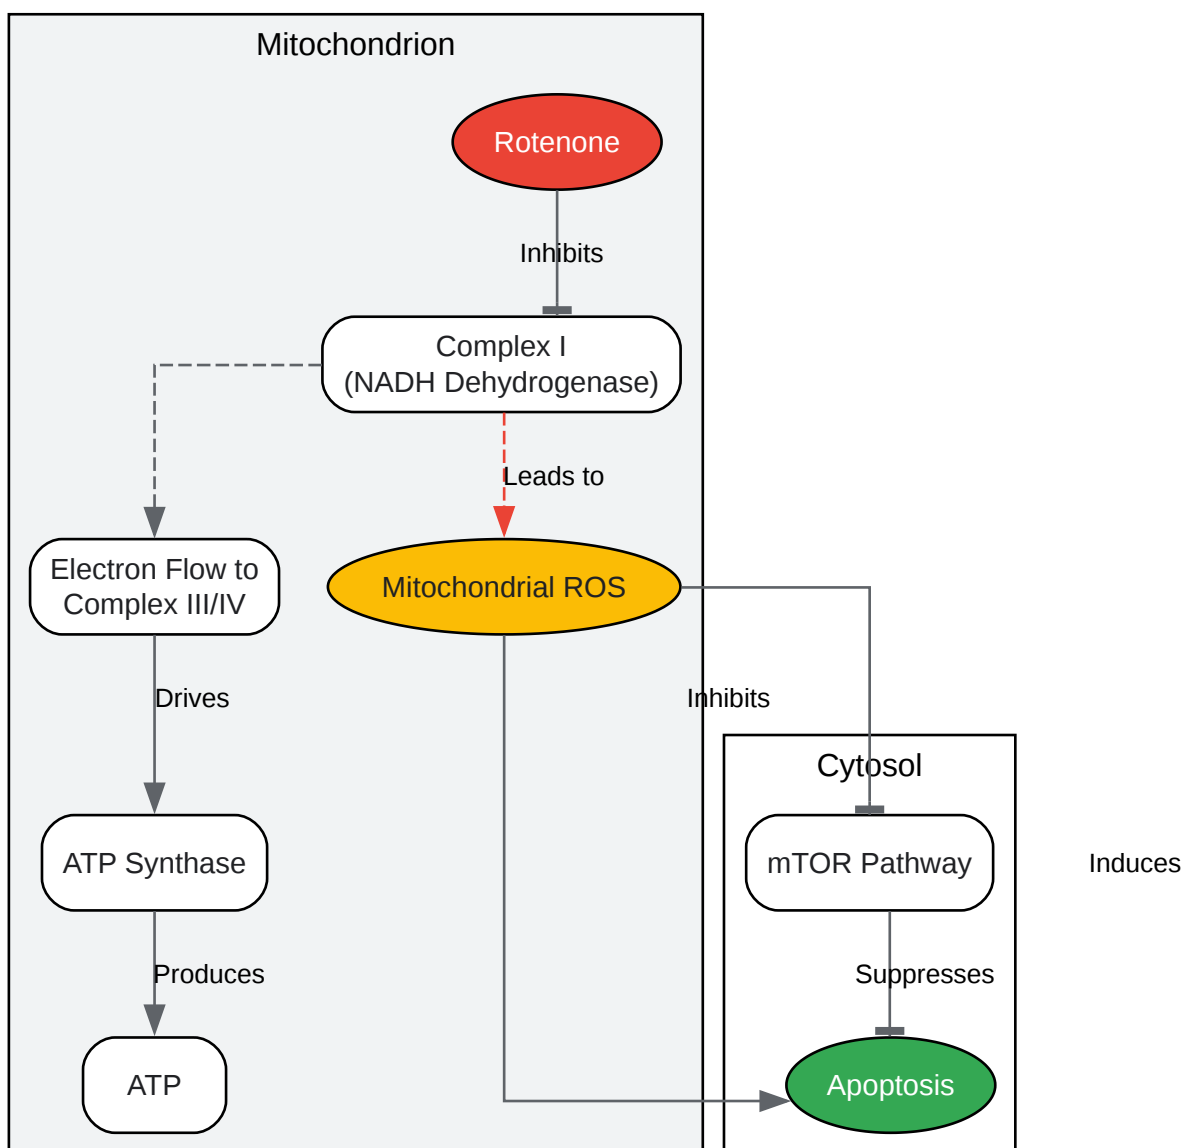 Mitochondrion
Rotenone
Inhibits
Complex I
(NADH Dehydrogenase)
Leads to
Electron Flow to
Complex III/IV
Mitochondrial ROS
Drives
Inhibits
Cytosol
ATP Synthase
mTOR Pathway
Induces
Produces
Suppresses
ATP
Apoptosis